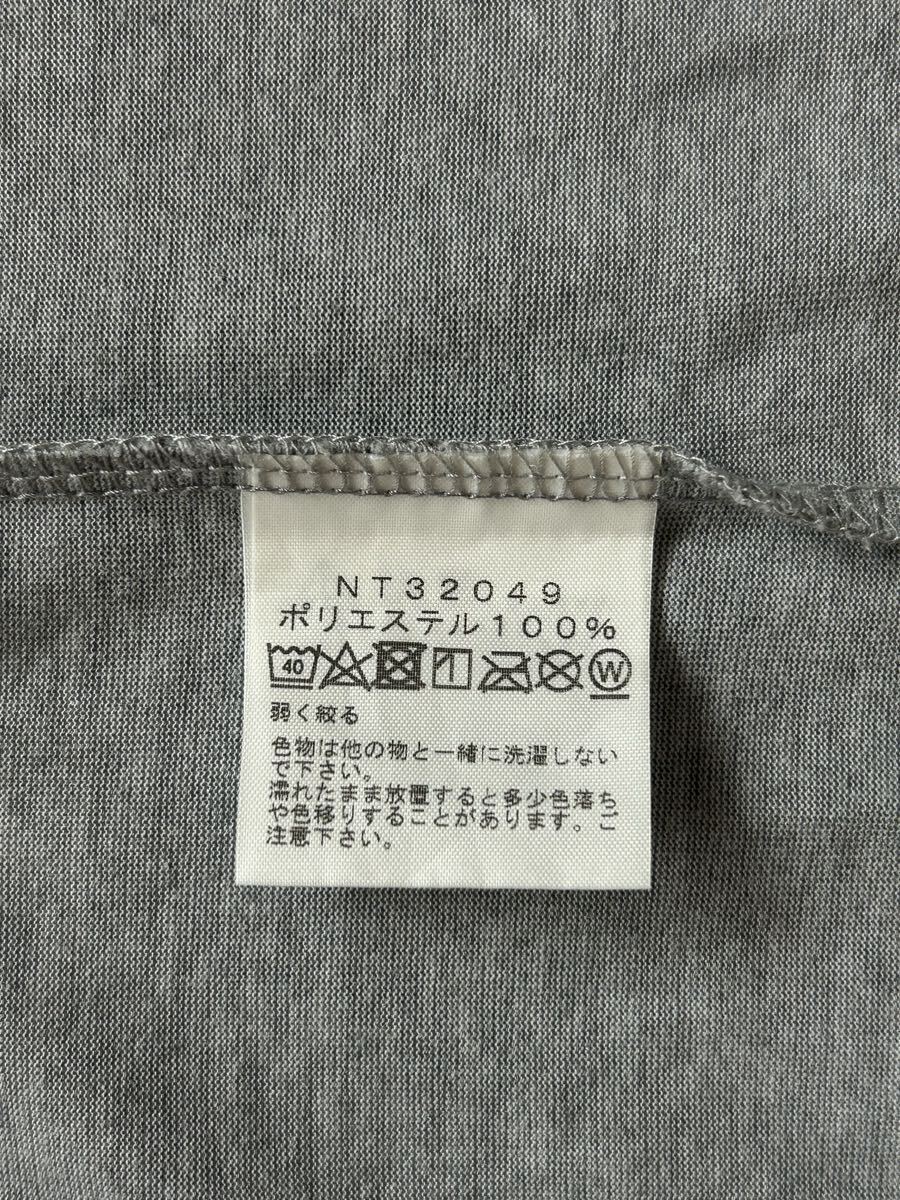 NT32049
ポリエステル100%
40 W
弱く絞る
色物は他の物と一緒に洗濯しない
で下さい。
濡れたまま放置すると多少色落ち
や色移りすることがあります。ご
注意下さい。